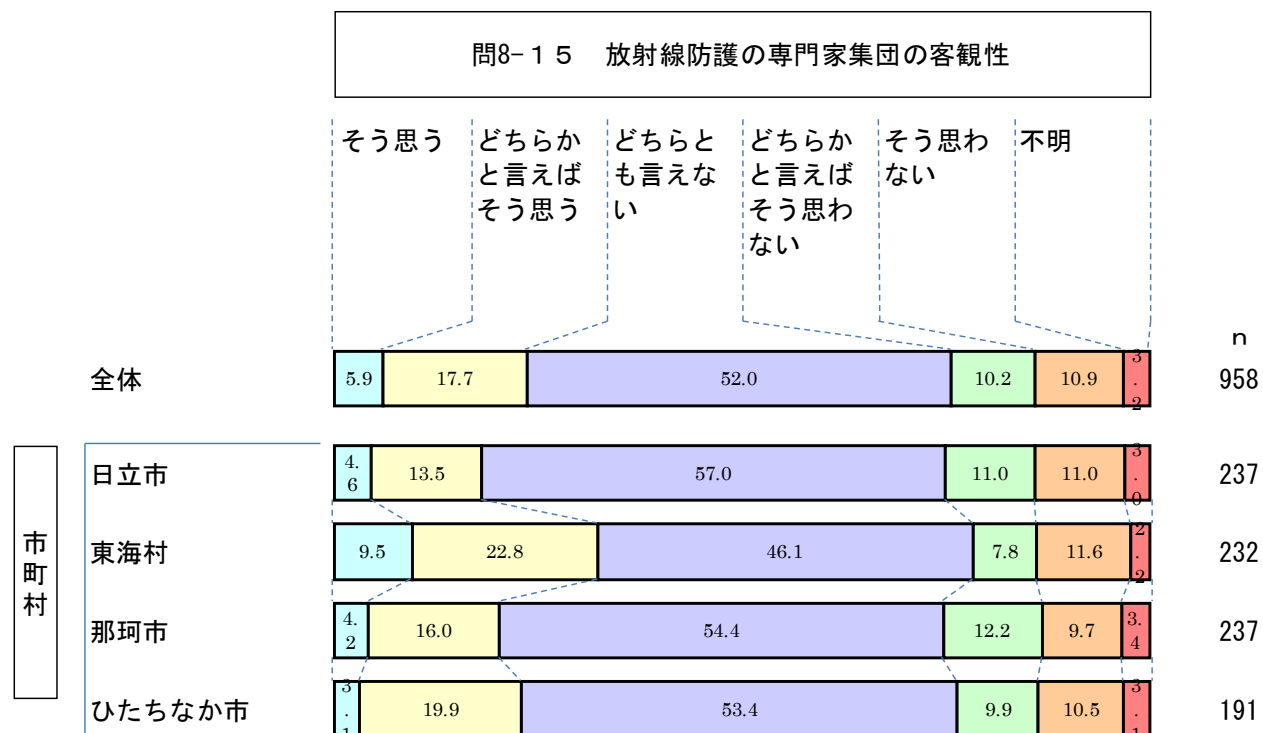 問8-１５　放射線防護の専門家集団の客観性
そう思う
どちらか
と言えば
そう思う
どちらと
も言えな
い
どちらか
と言えば
そう思わ
ない
そう思わ
ない
不明
n
全体
5.9
17.7
52.0
10.2
10.9
3.2
958
市町村
日立市
4.6
13.5
57.0
11.0
11.0
3.0
237
東海村
9.5
22.8
46.1
7.8
11.6
2.2
232
那珂市
4.2
16.0
54.4
12.2
9.7
3.4
237
ひたちなか市
3.1
19.9
53.4
9.9
10.5
3.1
191